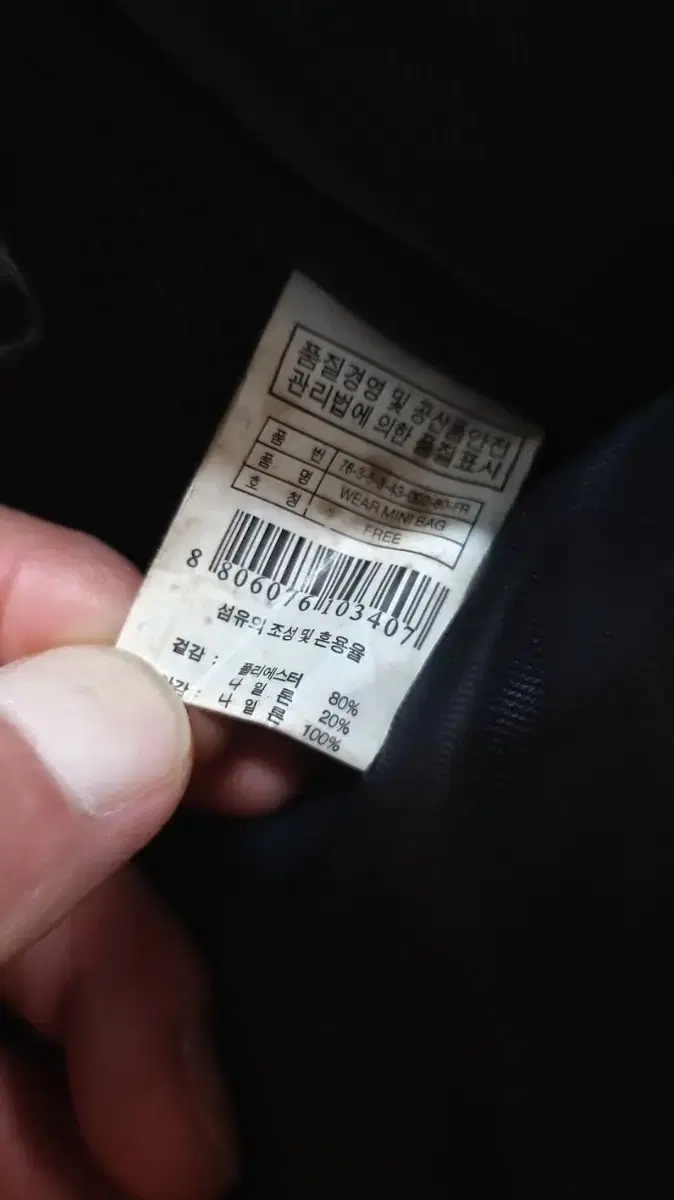 품질경영 및 공산품안전
관리법에 의한 품질표시
품 번
품 명 WEAR MINI BAG
호 칭 FREE
8 806076 103407
섬유의 조성 및 혼용율
겉감 : 폴리에스터 80%
나 일 론 20%
안감 : 나 일 론 100%